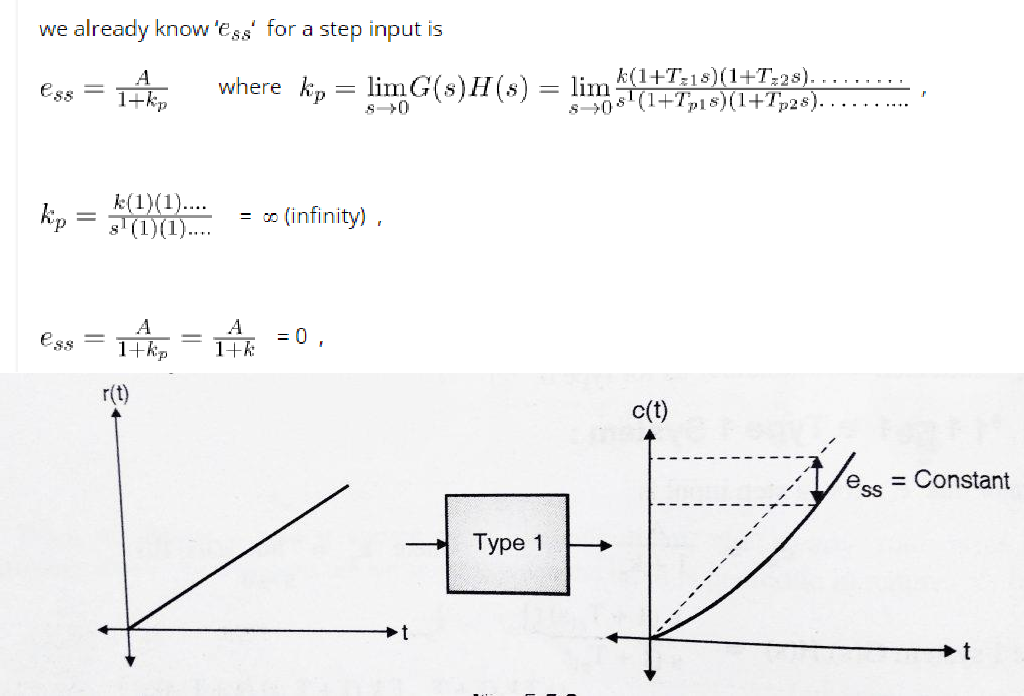 we already know 'e_ss' for a step input is
e_ss = A/(1+k_p) where k_p = lim_{s→0} G(s)H(s) = lim_{s→0} k(1+T_{z1}s)(1+T_{z2}s)......... / s^1(1+T_{p1}s)(1+T_{p2}s).......... ,
k_p = k(1)(1).... / s^1(1)(1).... = ∞ (infinity) ,
e_ss = A/(1+k_p) = A/(1+k) = 0 ,
r(t)
c(t)
e_ss = Constant
Type 1
t
t